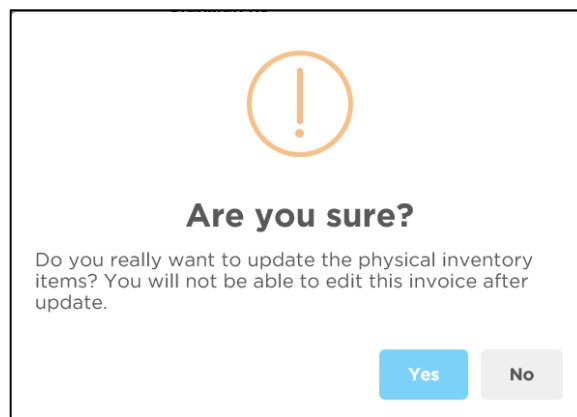 Are you sure?
Do you really want to update the physical inventory
items? You will not be able to edit this invoice after
update.
Yes
No